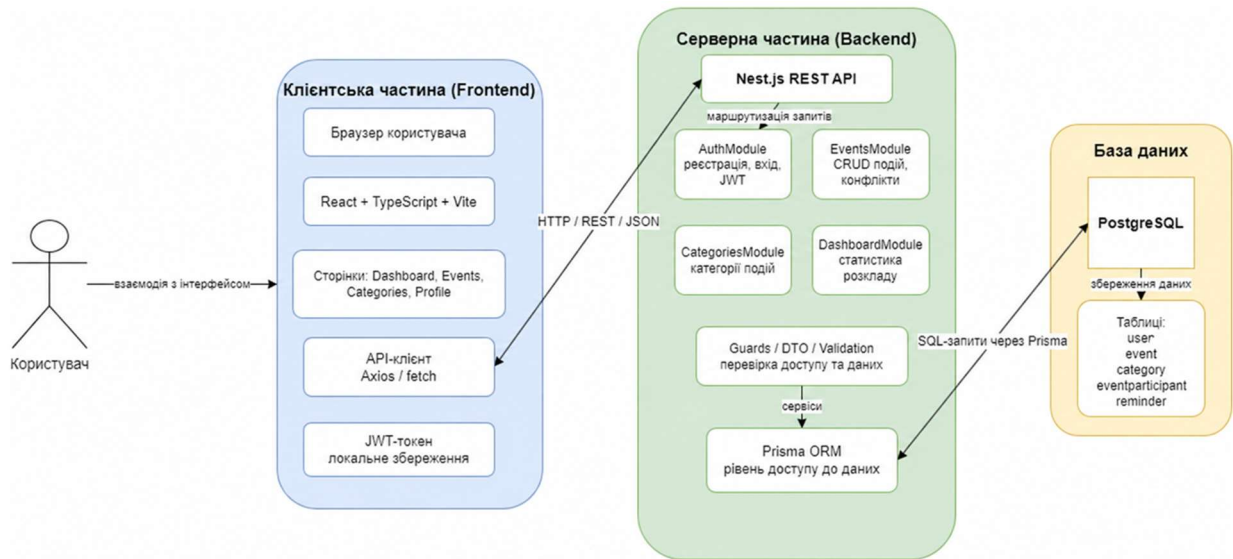 Користувач
взаємодія з інтерфейсом
Клієнтська частина (Frontend)
Браузер користувача
React + TypeScript + Vite
Сторінки: Dashboard, Events,
Categories, Profile
API-клієнт
Axios / fetch
JWT-токен
локальне збереження
HTTP / REST / JSON
Серверна частина (Backend)
Nest.js REST API
маршрутизація запитів
AuthModule
реєстрація, вхід,
JWT
EventsModule
CRUD подій,
конфлікти
CategoriesModule
категорії подій
DashboardModule
статистика
розкладу
Guards / DTO / Validation
перевірка доступу та даних
сервіси
Prisma ORM
рівень доступу до даних
SQL-запити через Prisma
База даних
PostgreSQL
збереження даних
Таблиці:
user
event
category
eventparticipant
reminder